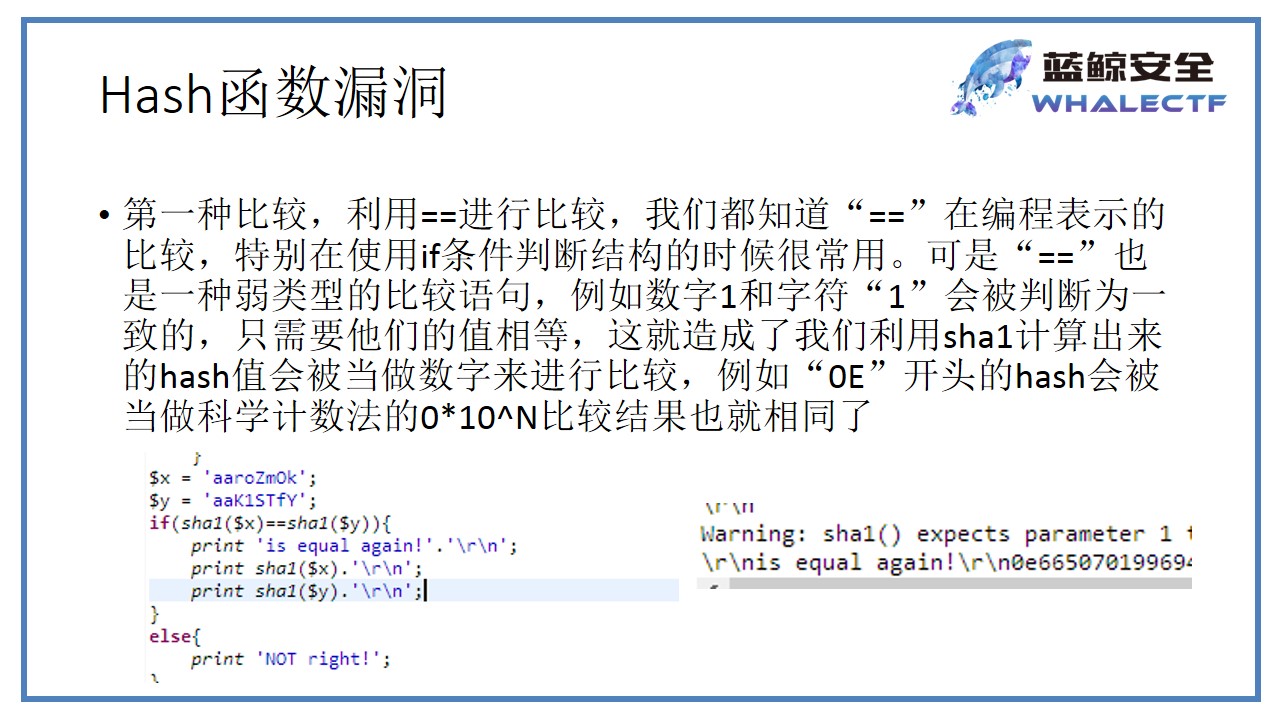 Hash函数漏洞
蓝鲸安全
WHALECTF
• 第一种比较，利用==进行比较，我们都知道“==”在编程表示的
比较，特别在使用if条件判断结构的时候很常用。可是“==”也
是一种弱类型的比较语句，例如数字1和字符“1”会被判断为一
致的，只需要他们的值相等，这就造成了我们利用sha1计算出来
的hash值会被当做数字来进行比较，例如“0E”开头的hash会被
当做科学计数法的0*10^N比较结果也就相同了
}
$x = 'aaroZmOk';
$y = 'aaK1STfY';
if(sha1($x)==sha1($y)){
print 'is equal again!'.'\r\n';
print sha1($x).'\r\n';
print sha1($y).'\r\n';
}
else{
print 'NOT right!';
}
\r\n
Warning: sha1() expects parameter 1 t
\r\nis equal again!\r\n0e665070199694